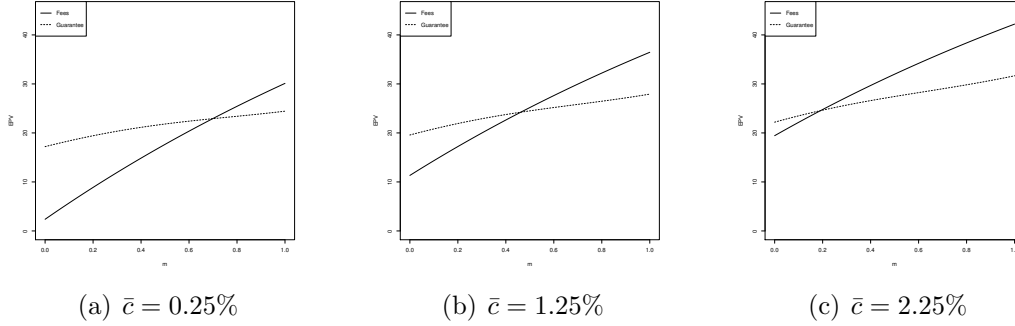 Fees
Guarantee
EPV
0 10 20 30 40
0.0 0.2 0.4 0.6 0.8 1.0
m
(a) c̄ = 0.25%
Fees
Guarantee
EPV
0 10 20 30 40
0.0 0.2 0.4 0.6 0.8 1.0
m
(b) c̄ = 1.25%
Fees
Guarantee
EPV
0 10 20 30 40
0.0 0.2 0.4 0.6 0.8 1.0
m
(c) c̄ = 2.25%